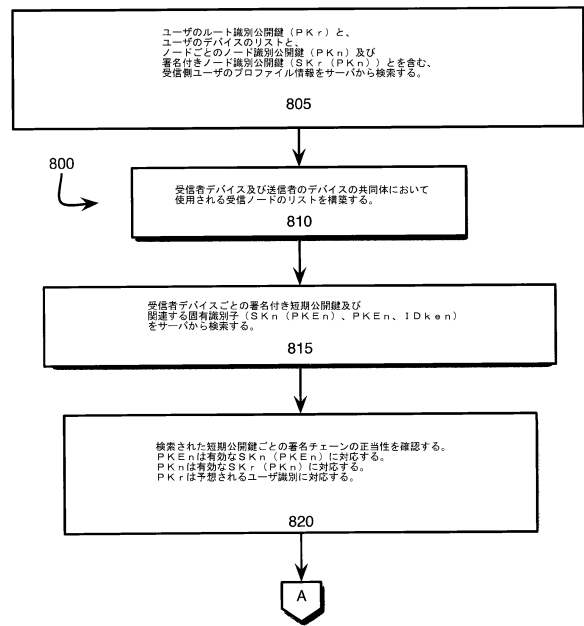 ユーザのルート識別公開鍵（ＰＫｒ）と、
ユーザのデバイスのリストと、
ノードごとのノード識別公開鍵（ＰＫｎ）及び
署名付きノード識別公開鍵（ＳＫｒ（ＰＫｎ））とを含む、
受信側ユーザのプロファイル情報をサーバから検索する。
805
800
受信者デバイス及び送信者のデバイスの共同体において
使用される受信ノードのリストを構築する。
810
受信者デバイスごとの署名付き短期公開鍵及び
関連する固有識別子（ＳＫｎ（ＰＫＥｎ）、ＰＫＥｎ、ＩＤｋｅｎ）
をサーバから検索する。
815
検索された短期公開鍵ごとの署名チェーンの正当性を確認する。
ＰＫＥｎは有効なＳＫｎ（ＰＫＥｎ）に対応する。
ＰＫｎは有効なＳＫｒ（ＰＫｎ）に対応する。
ＰＫｒは予想されるユーザ識別に対応する。
820
A